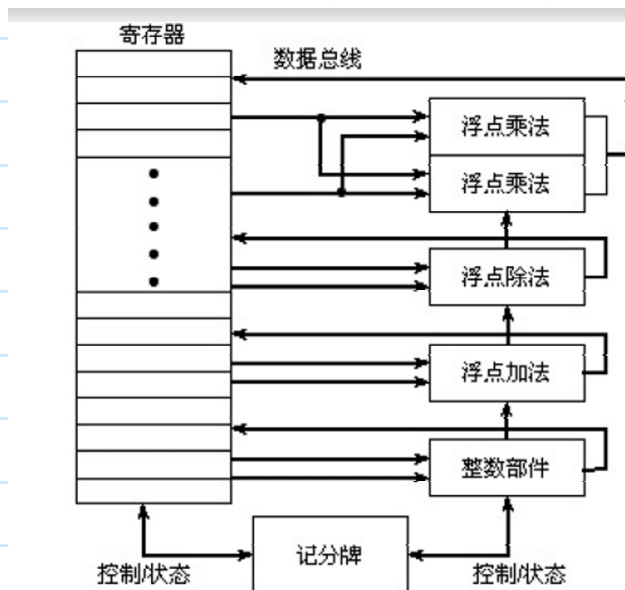 寄存器
数据总线
浮点乘法
浮点乘法
浮点除法
浮点加法
整数部件
记分牌
控制/状态
控制/状态